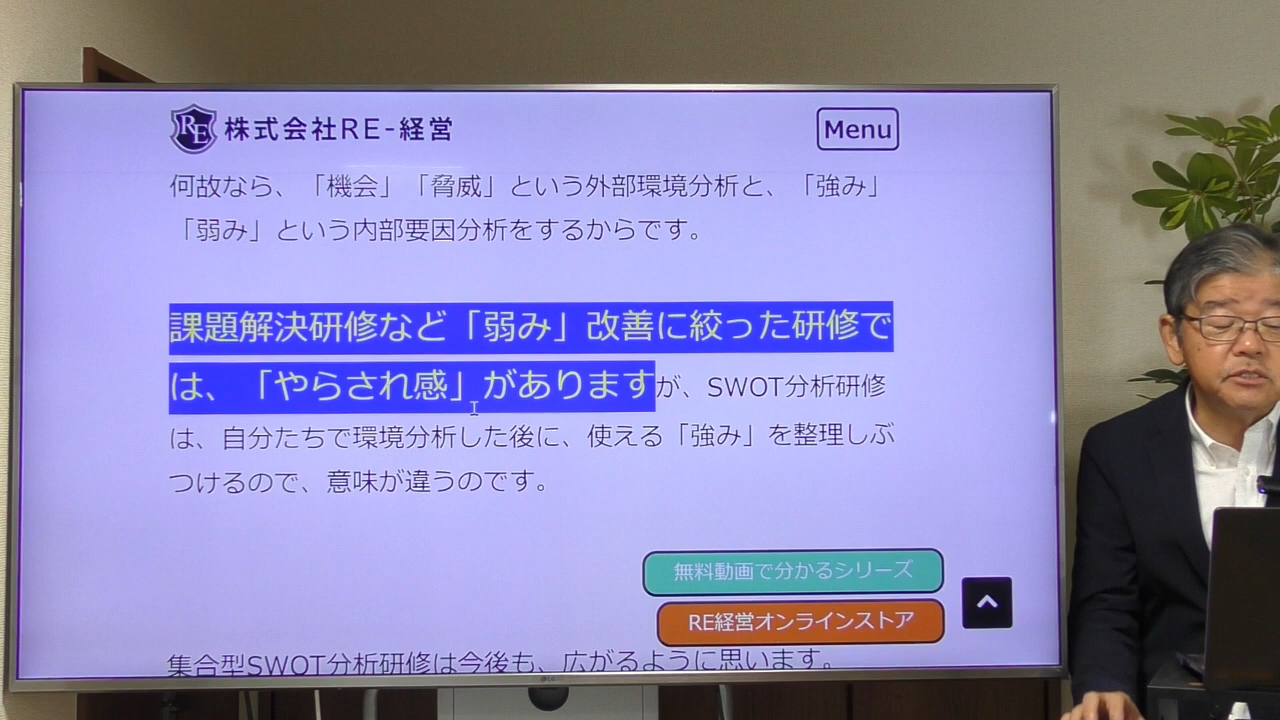 RE 株式会社RE-経営
Menu
何故なら、「機会」「脅威」という外部環境分析と、「強み」
「弱み」という内部要因分析をするからです。
課題解決研修など「弱み」改善に絞った研修で
は、「やらされ感」がありますが、SWOT分析研修
は、自分たちで環境分析した後に、使える「強み」を整理しぶ
つけるので、意味が違うのです。
無料動画で分かるシリーズ
RE経営オンラインストア
集合型SWOT分析研修は今後も、広がるように思います。
LG